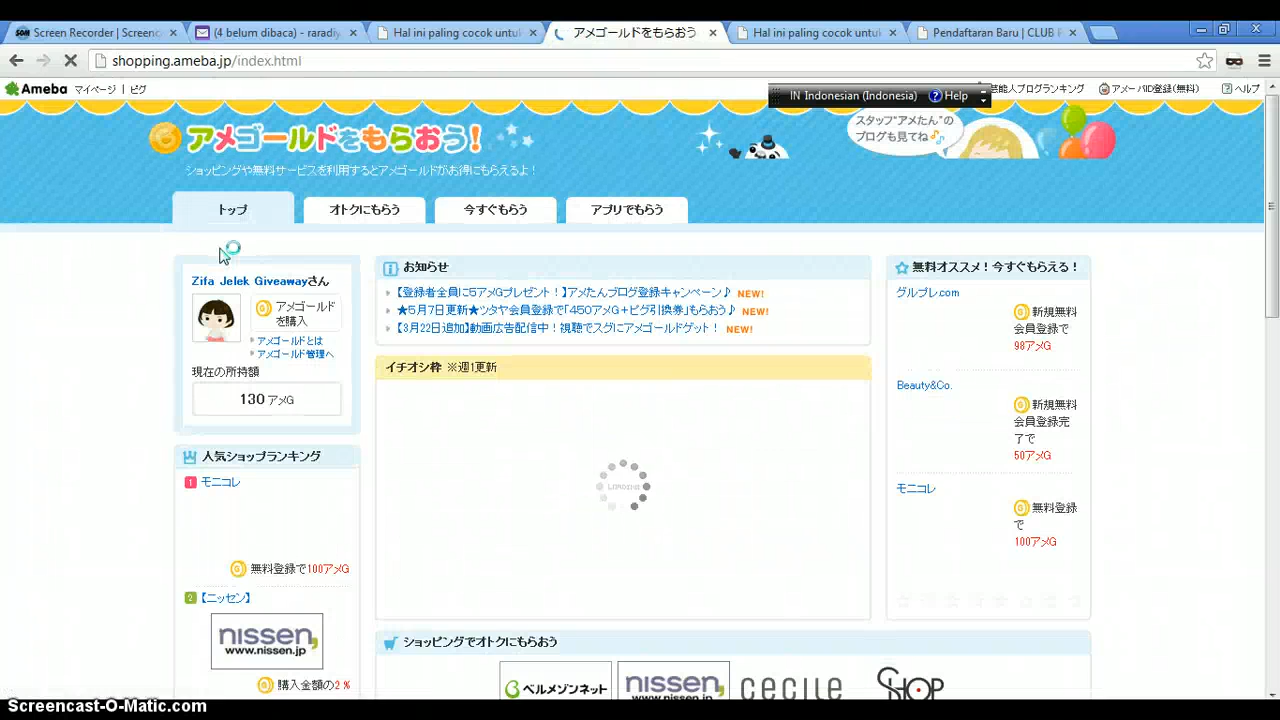 Screen Recorder | Screenc
(4 belum dibaca) - raradiy
Hal ini paling cocok untuk
アメゴールドをもらおう
Hal ini paling cocok untuk
Pendaftaran Baru | CLUB
shopping.ameba.jp/index.html
Ameba マイページ | ピグ
IN Indonesian (Indonesia) Help
芸能人ブログランキング
アメーバID登録(無料)
ヘルプ
アメゴールドをもらおう!
ショッピングや無料サービスを利用するとアメゴールドがお得にもらえるよ!
スタッフ"アメたん"の
ブログも見てね
トップ
オトクにもらう
今すぐもらう
アプリでもらう
Zifa Jelek Giveawayさん
アメゴールド
を購入
アメゴールドとは
アメゴールド管理へ
現在の所持額
130 アメG
人気ショップランキング
1 モニコレ
無料登録で100アメG
2 【ニッセン】
nissen,
www.nissen.jp
購入金額の2 %
お知らせ
【登録者全員に5アメGプレゼント!】アメたんブログ登録キャンペーン♪ NEW!
★5月7日更新★ツタヤ会員登録で「450アメG+ピグ引換券」もらおう♪ NEW!
【3月22日追加】動画広告配信中!視聴でスグにアメゴールドゲット! NEW!
イチオシ枠 ※週1更新
LOADING
ショッピングでオトクにもらおう
ベルメゾンネット
nissen,
www.nissen.jp
cecile
SHOP
無料オススメ!今すぐもらえる!
グルプレ.com
新規無料
会員登録で
98アメG
Beauty&Co.
新規無料
会員登録完
了で
50アメG
モニコレ
無料登録
で
100アメG
Screencast-O-Matic.com